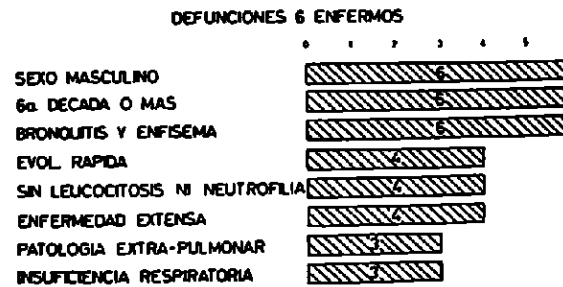 DEFUNCIONES 6 ENFERMOS
0 1 2 3 4 5
SEXO MASCULINO 6
6a. DECADA O MAS 6
BRONQUITIS Y ENFISEMA 6
EVOL. RAPIDA 4
SIN LEUCOCITOSIS NI NEUTROFILIA 4
ENFERMEDAD EXTENSA 4
PATOLOGIA EXTRA-PULMONAR 3
INSUFICIENCIA RESPIRATORIA 3